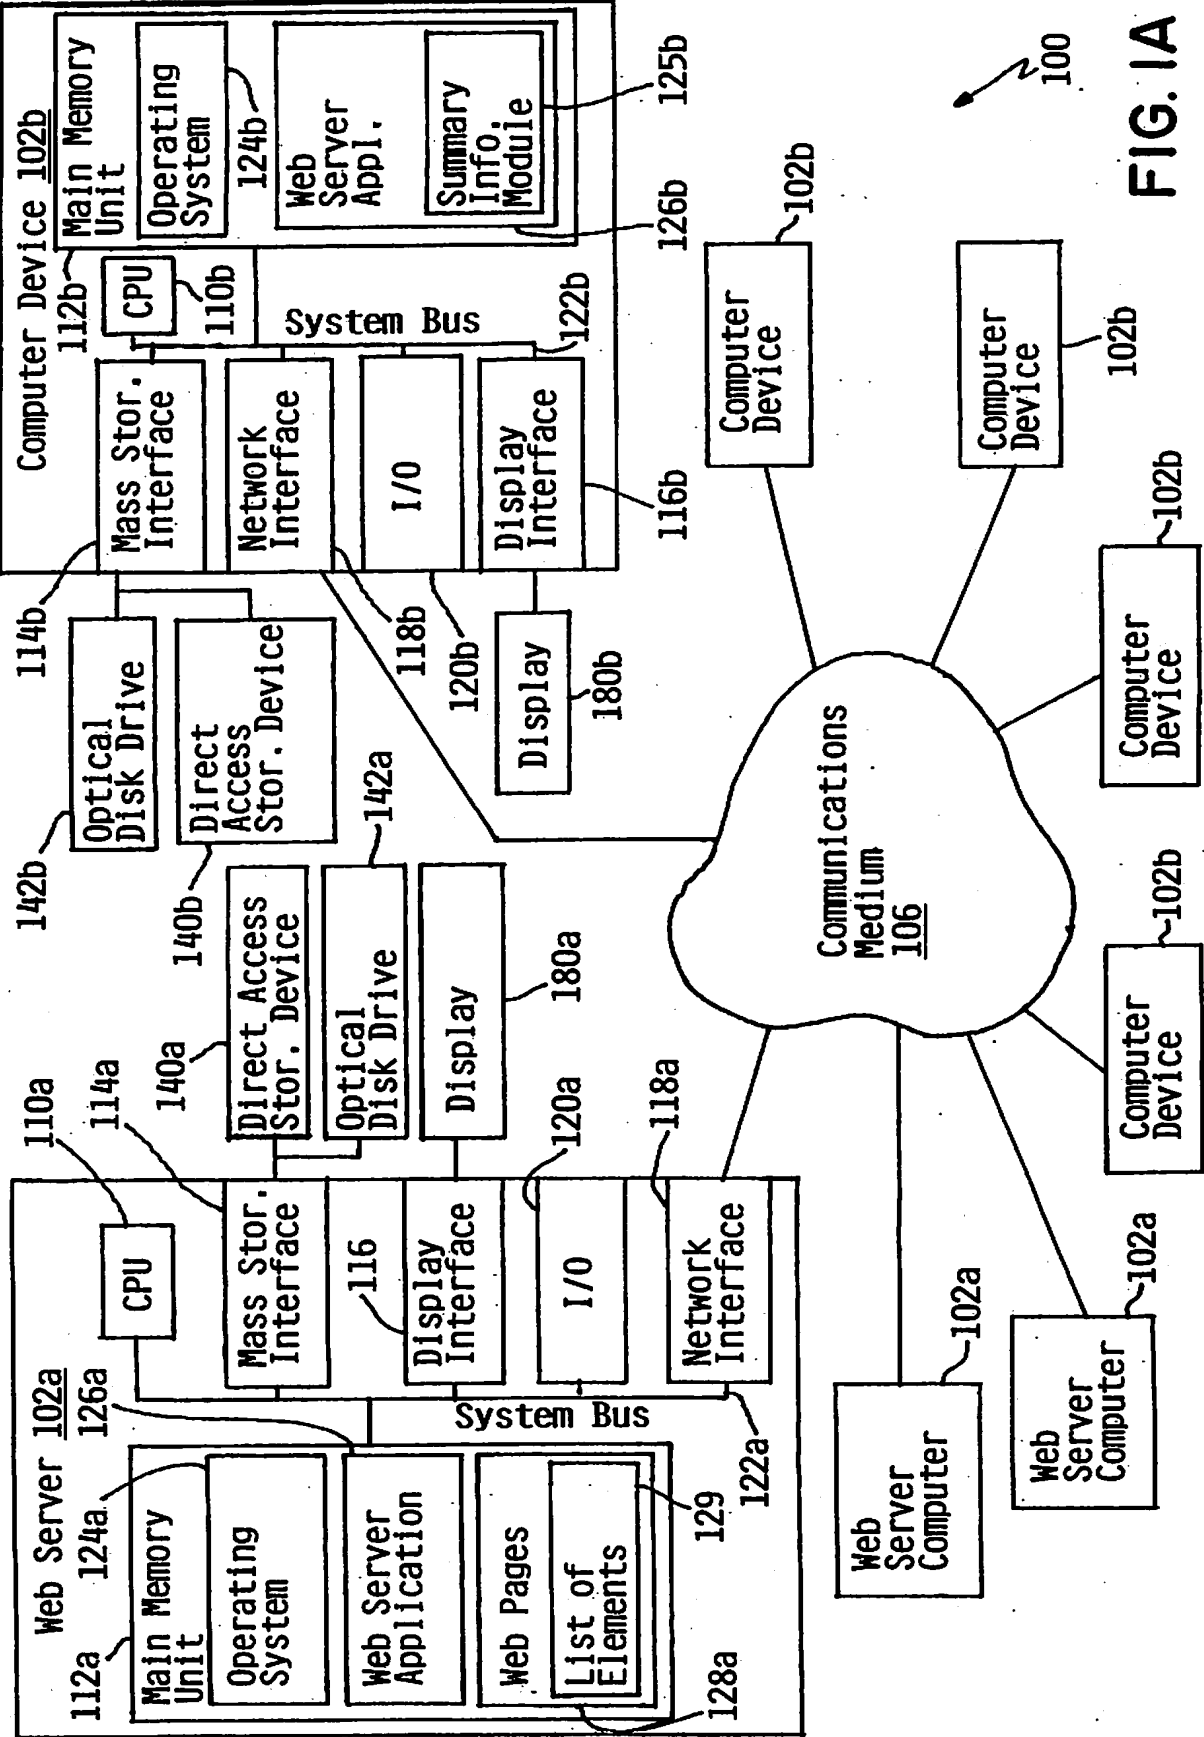 Web Server 102a
112a
Main Memory
Unit
124a
Operating
System
126a
Web Server
Application
Web Pages
List of
Elements
128a
129
CPU
110a
Mass Stor.
Interface
114a
116
Display
Interface
I/O
120a
Network
Interface
118a
System Bus
122a
140a
Direct Access
Stor. Device
Optical
Disk Drive
142a
Display
180a
142b
Optical
Disk Drive
140b
Direct
Access
Stor. Device
Computer Device 102b
112b
Main Memory
Unit
Operating
System
124b
Web
Server
Appl.
Summary
Info.
Module
125b
126b
CPU
110b
System Bus
122b
114b
Mass Stor.
Interface
Network
Interface
118b
I/O
120b
Display
Interface
116b
Display
180b
Communications
Medium
106
Web
Server
Computer
102a
Web
Server
Computer
102a
Computer
Device
102b
Computer
Device
102b
Computer
Device
102b
Computer
Device
102b
100
FIG. 1A